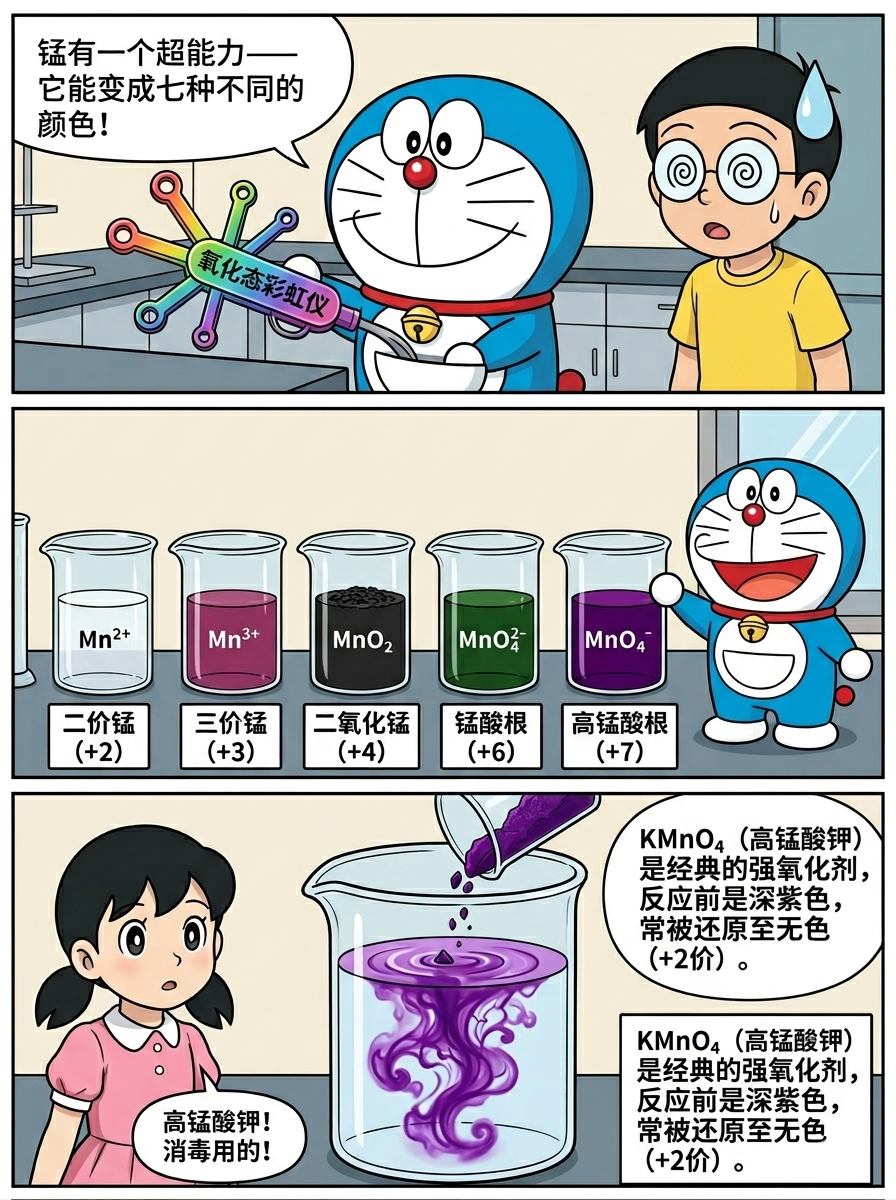 锰有一个超能力——
它能变成七种不同的
颜色！
氧化态彩虹仪
Mn²⁺
Mn³⁺
MnO₂
MnO₄²⁻
MnO₄⁻
二价锰
（+2）
三价锰
（+3）
二氧化锰
（+4）
锰酸根
（+6）
高锰酸根
（+7）
KMnO₄（高锰酸钾）
是经典的强氧化剂，
反应前是深紫色，
常被还原至无色
（+2价）。
高锰酸钾！
消毒用的！
KMnO₄（高锰酸钾）
是经典的强氧化剂，
反应前是深紫色，
常被还原至无色
（+2价）。